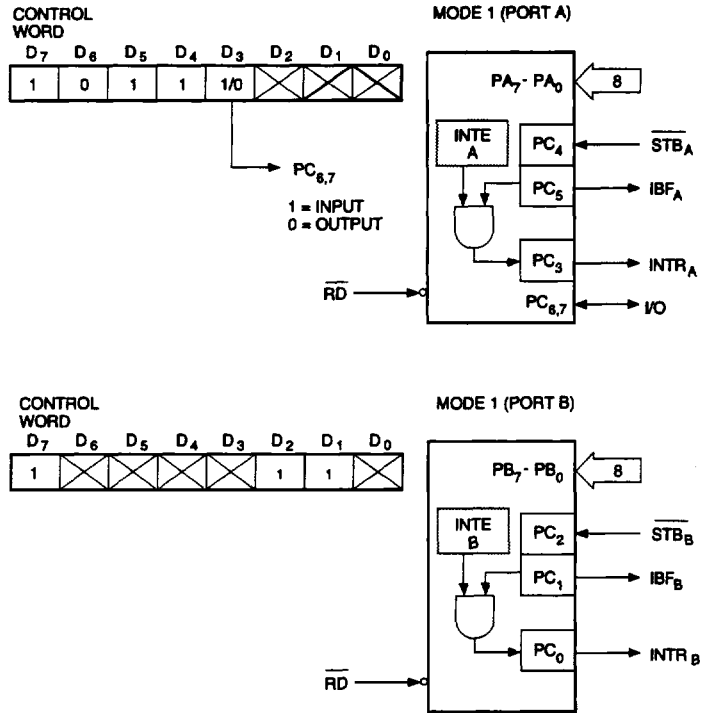 CONTROL WORD
MODE 1 (PORT A)
D7 D6 D5 D4 D3 D2 D1 D0
1 0 1 1 1/0
PC6,7
1 = INPUT
0 = OUTPUT
PA7 - PA0
8
INTE A
PC4
STBA
PC5
IBFA
PC3
INTRA
RD
PC6,7
I/O
CONTROL WORD
MODE 1 (PORT B)
D7 D6 D5 D4 D3 D2 D1 D0
1 1 1
PB7 - PB0
8
INTE B
PC2
STBB
PC1
IBFB
PC0
INTRB
RD